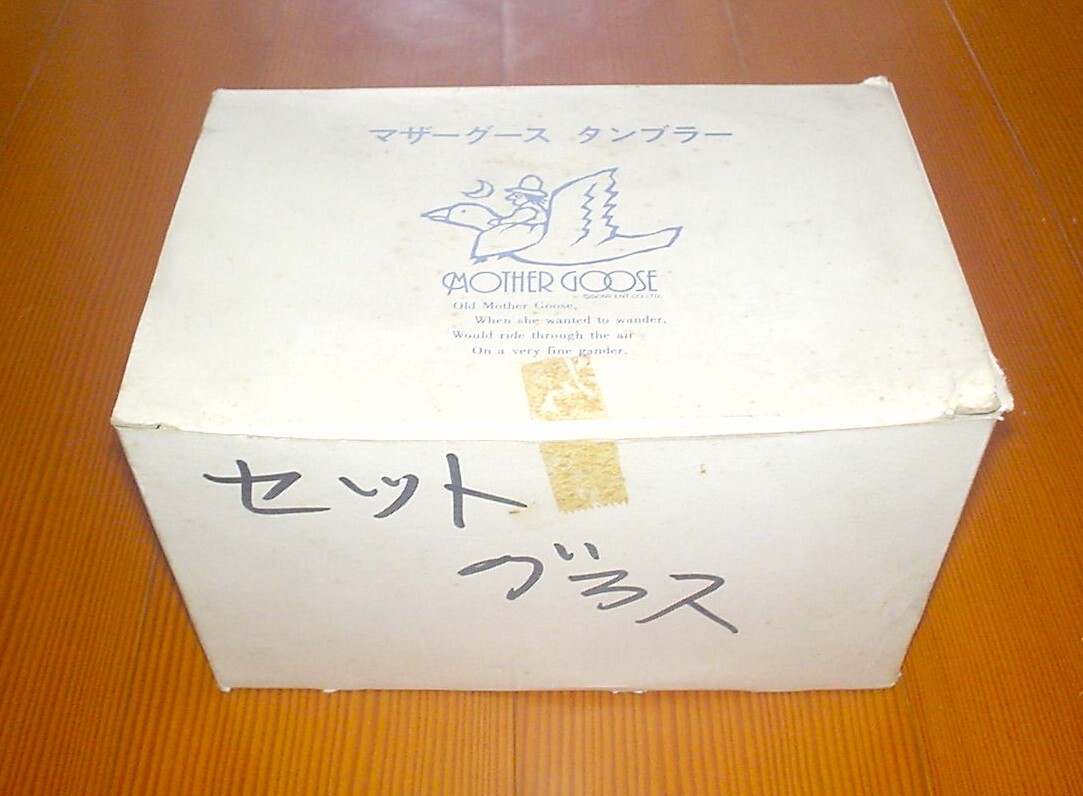 マザーグース タンブラー
MOTHER GOOSE
Old Mother Goose,
When she wanted to wander,
Would ride through the air
On a very fine gander.
セット
グラス